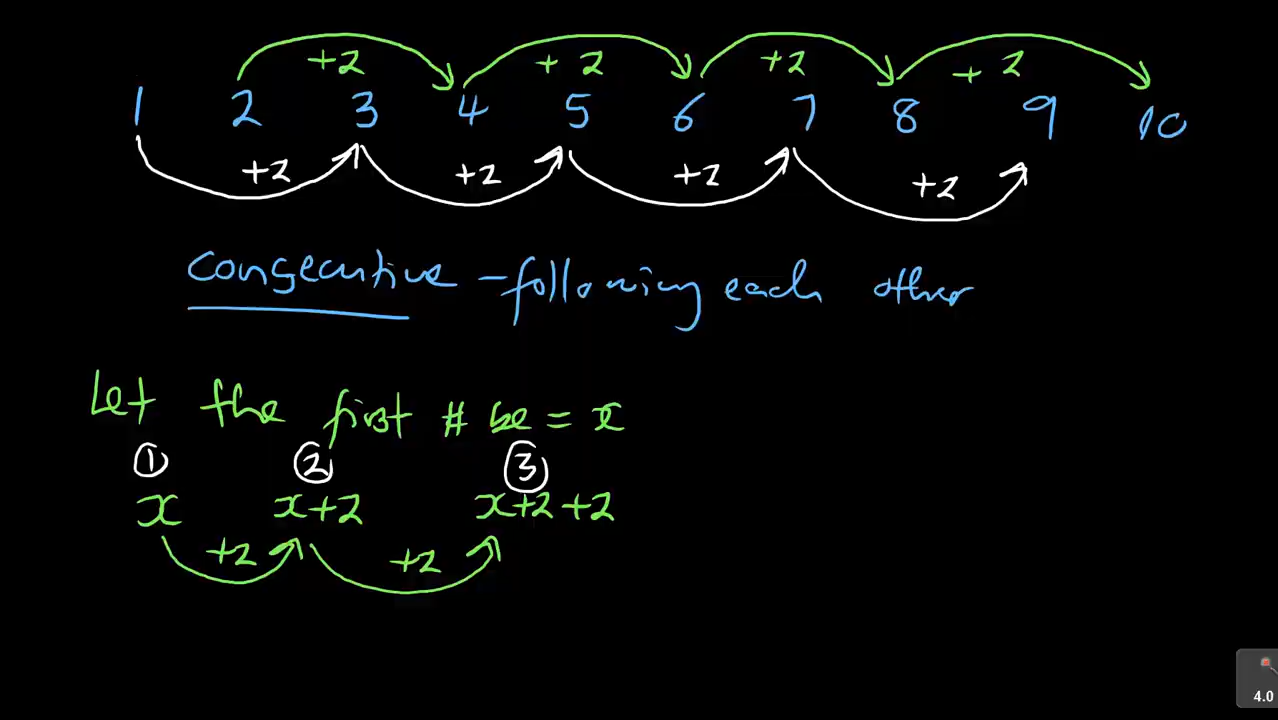 +2 +2 +2 +2
1 2 3 4 5 6 7 8 9 10
+2 +2 +2 +2
consecutive - following each other
Let the first # be = x
① ② ③
x x+2 x+2+2
+2 +2
4.0